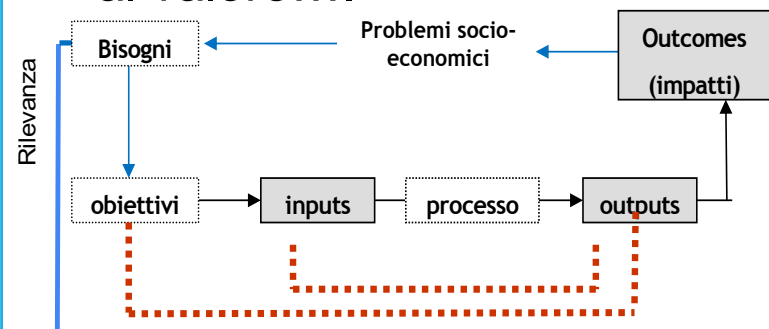 Bisogni
Problemi socio-
economici
Outcomes
(impatti)
Rilevanza
obiettivi
inputs
processo
outputs